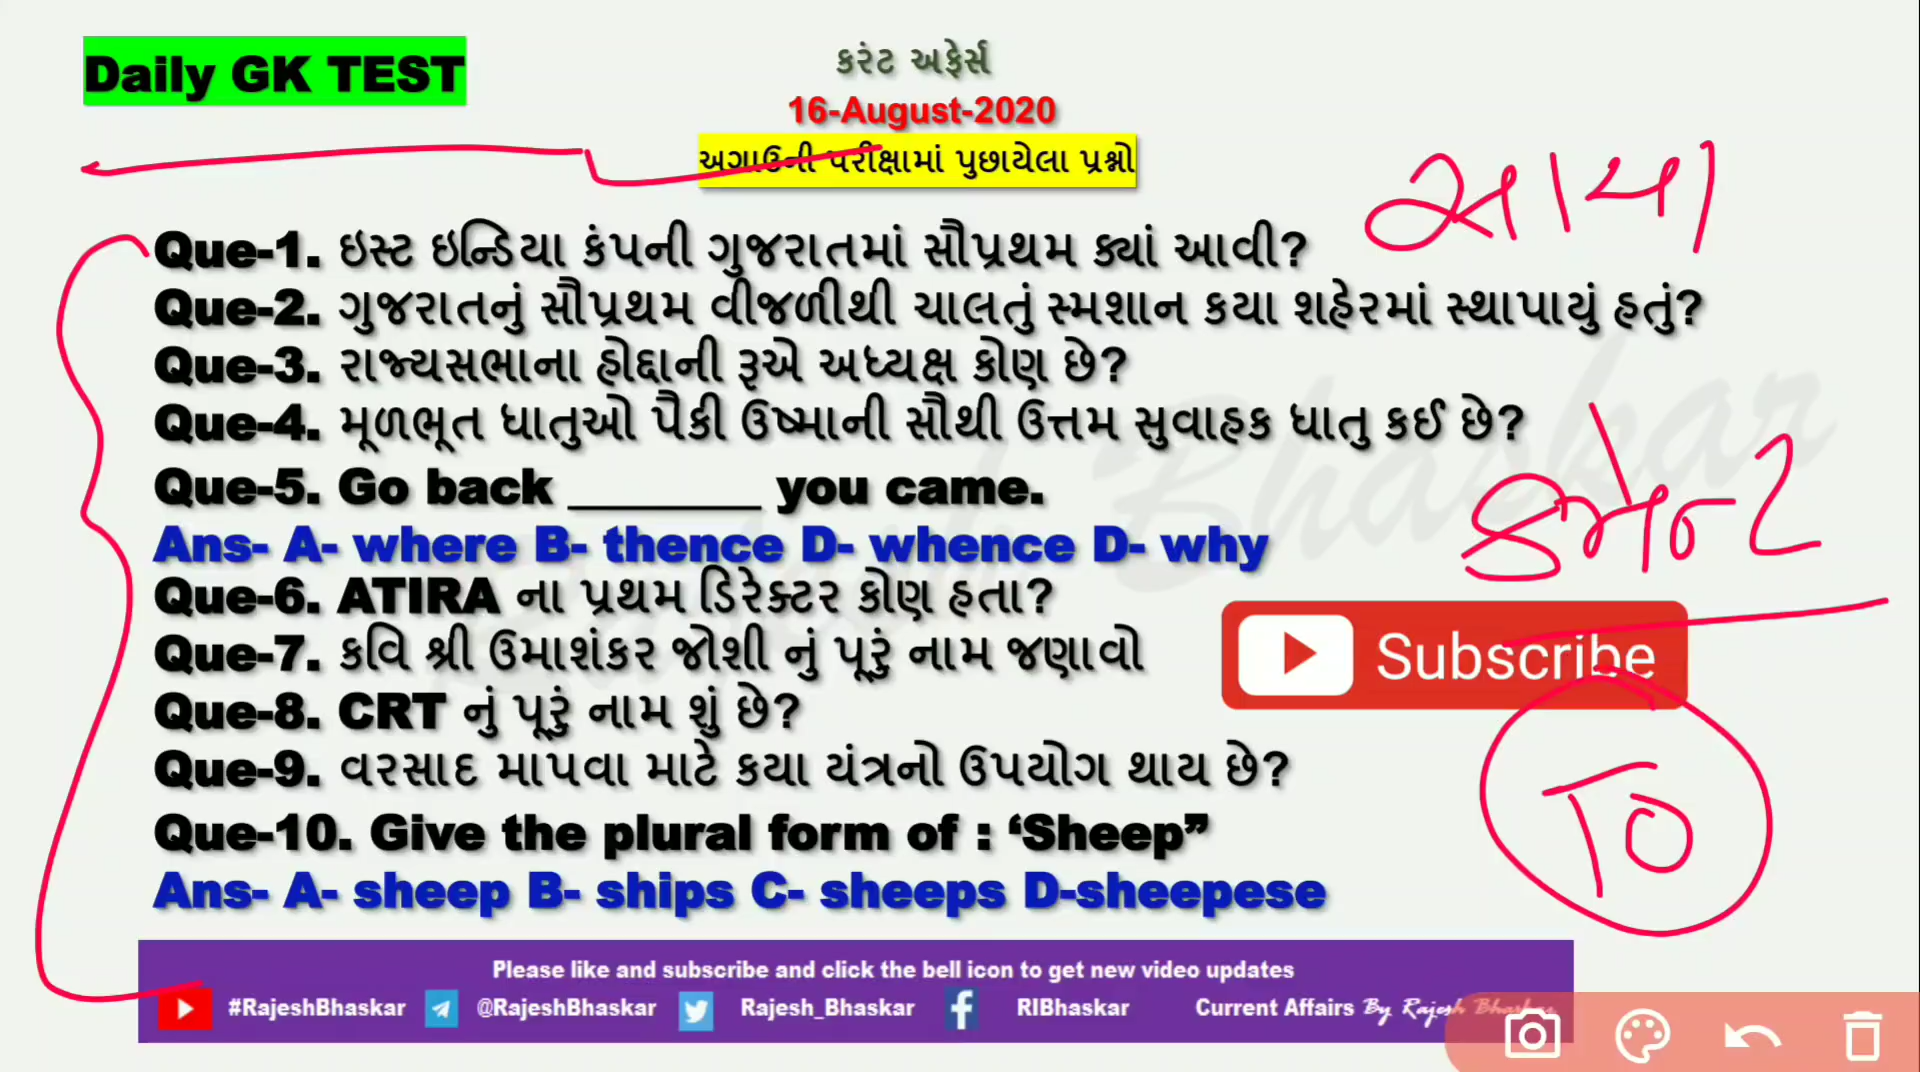 Daily GK TEST
કરંટ અફેર્સ
16-August-2020
અગાઉની પરીક્ષામાં પુછાયેલા પ્રશ્નો
Que-1. ઇસ્ટ ઇન્ડિયા કંપની ગુજરાતમાં સૌપ્રથમ ક્યાં આવી?
Que-2. ગુજરાતનું સૌપ્રથમ વીજળીથી ચાલતું સ્મશાન કયા શહેરમાં સ્થાપાયું હતું?
Que-3. રાજ્યસભાના હોદ્દાની રૂએ અધ્યક્ષ કોણ છે?
Que-4. મૂળભૂત ધાતુઓ પૈકી ઉષ્માની સૌથી ઉત્તમ સુવાહક ધાતુ કઈ છે?
Que-5. Go back ________ you came.
Ans- A- where B- thence D- whence D- why
Que-6. ATIRA ના પ્રથમ ડિરેક્ટર કોણ હતા?
Que-7. કવિ શ્રી ઉમાશંકર જોશી નું પૂરું નામ જણાવો
Subscribe
Que-8. CRT નું પૂરું નામ શું છે?
Que-9. વરસાદ માપવા માટે કયા યંત્રનો ઉપયોગ થાય છે?
Que-10. Give the plural form of : ‘Sheep”
Ans- A- sheep B- ships C- sheeps D-sheepese
Please like and subscribe and click the bell icon to get new video updates
#RajeshBhaskar @RajeshBhaskar Rajesh_Bhaskar RIBhaskar Current Affairs By Rajesh Bhaskar